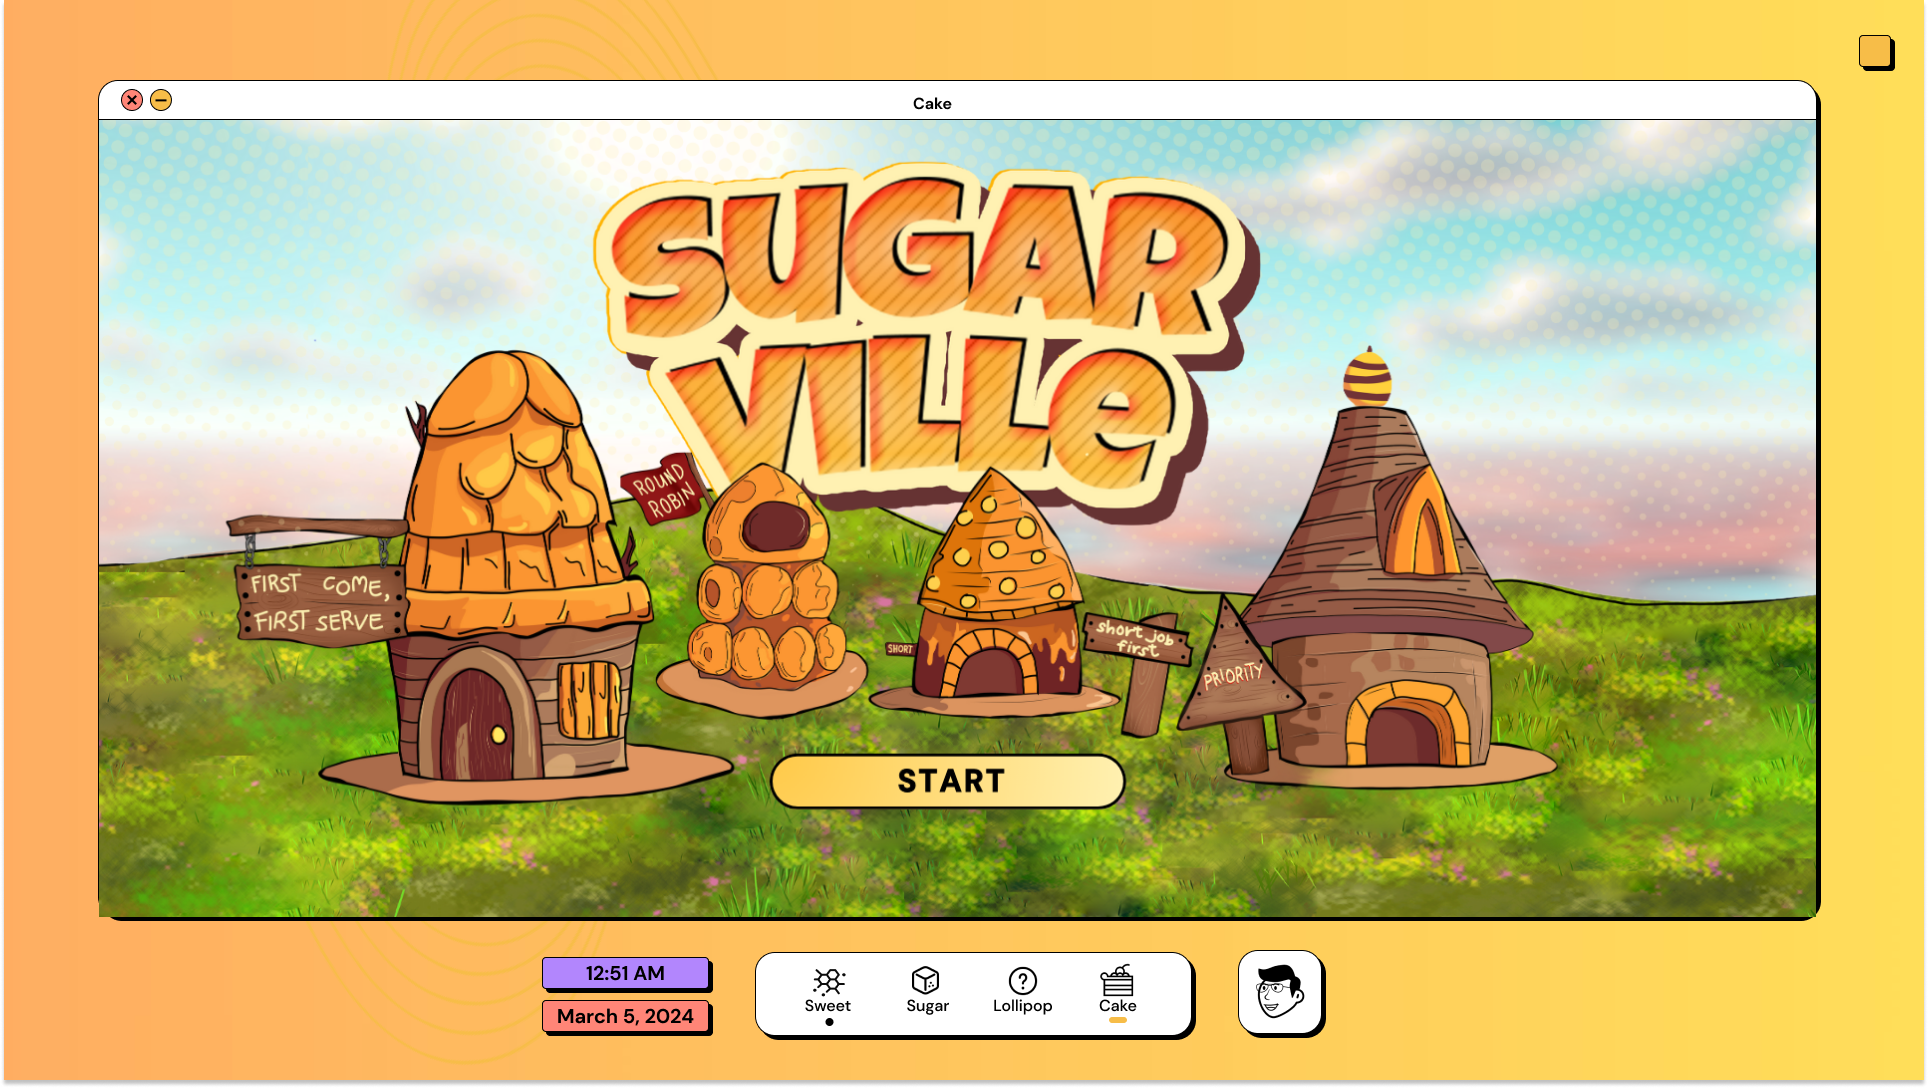 Cake
SUGAR
VILLe
ROUND
ROBIN
FIRST COME,
FIRST SERVE
SHORT
short job
first
PRIORITY
START
12:51 AM
March 5, 2024
Sweet
Sugar
Lollipop
Cake